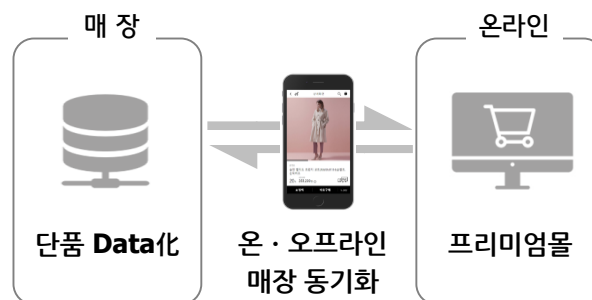 매 장
온라인
단품 Data化
온 · 오프라인
매장 동기화
프리미엄몰